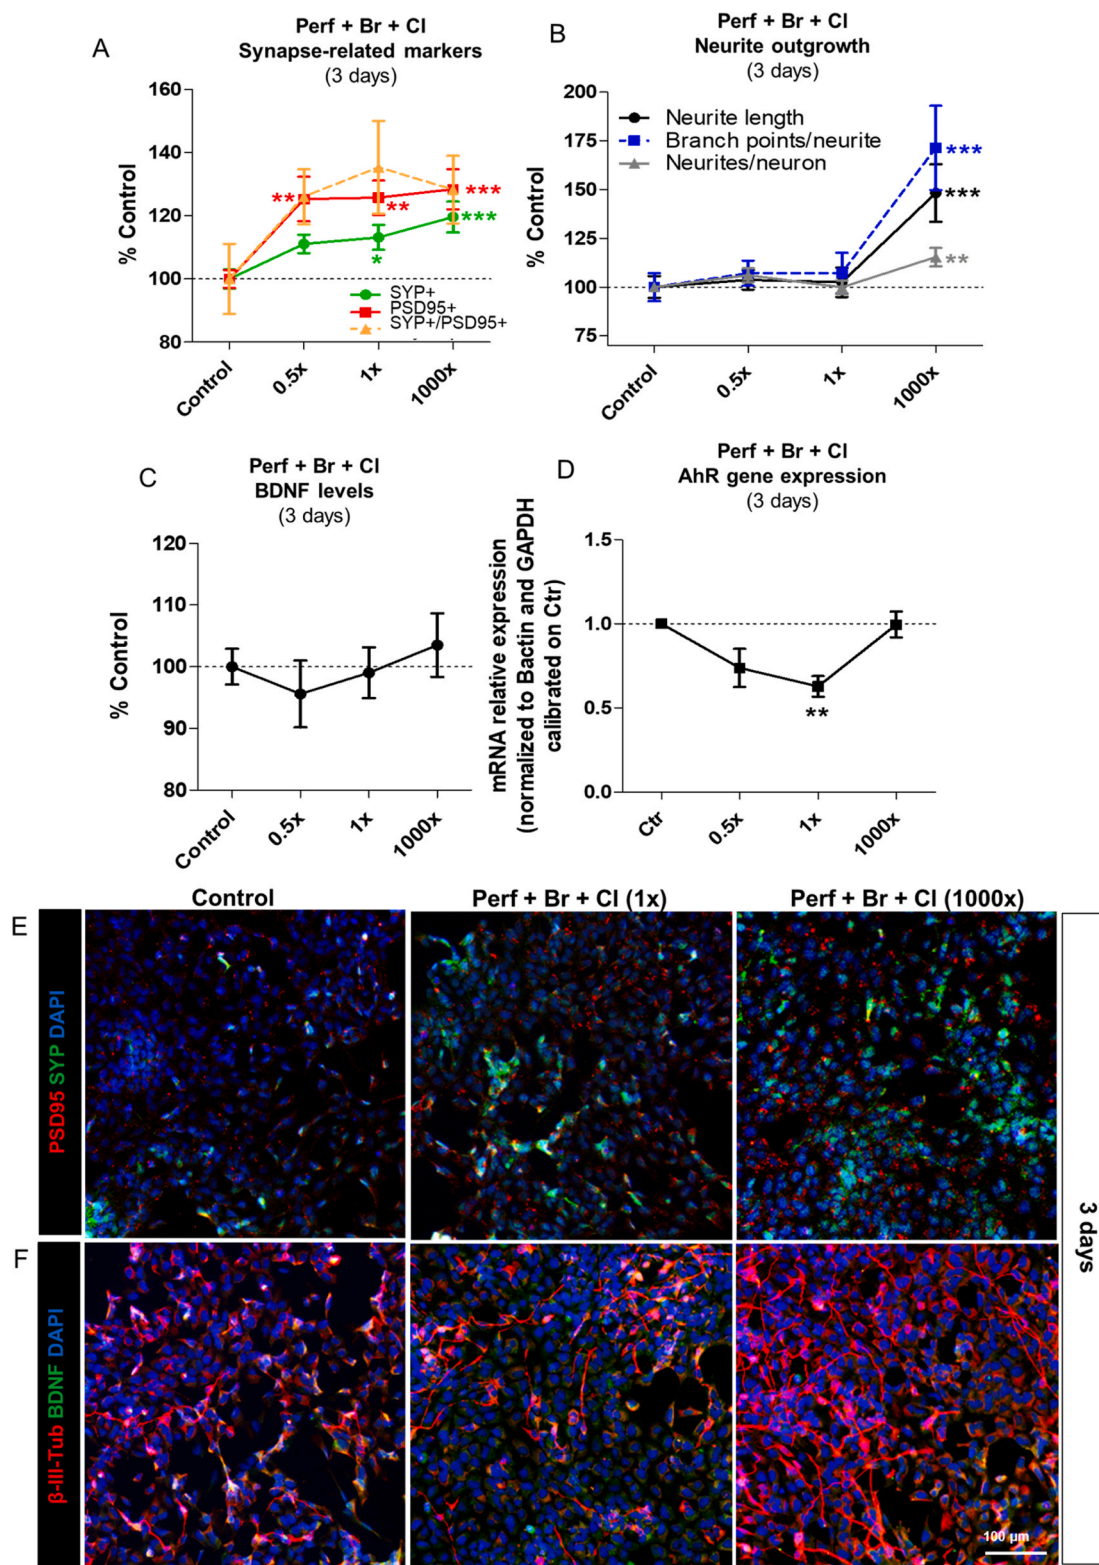 A
Perf + Br + Cl
Synapse-related markers
(3 days)
% Control
160
140
120
100
80
**
**
***
***
*
SYP+
PSD95+
SYP+/PSD95+
Control
0.5x
1x
1000x
B
Perf + Br + Cl
Neurite outgrowth
(3 days)
% Control
200
175
150
125
100
75
Neurite length
Branch points/neurite
Neurites/neuron
***
***
**
Control
0.5x
1x
1000x
C
Perf + Br + Cl
BDNF levels
(3 days)
% Control
120
110
100
90
80
Control
0.5x
1x
1000x
D
Perf + Br + Cl
AhR gene expression
(3 days)
mRNA relative expression
(normalized to Bactin and GAPDH
calibrated on Ctr)
1.5
1.0
0.5
0.0
**
Ctr
0.5x
1x
1000x
Control
Perf + Br + Cl (1x)
Perf + Br + Cl (1000x)
E
PSD95 SYP DAPI
F
β-III-Tub BDNF DAPI
3 days
100 µm